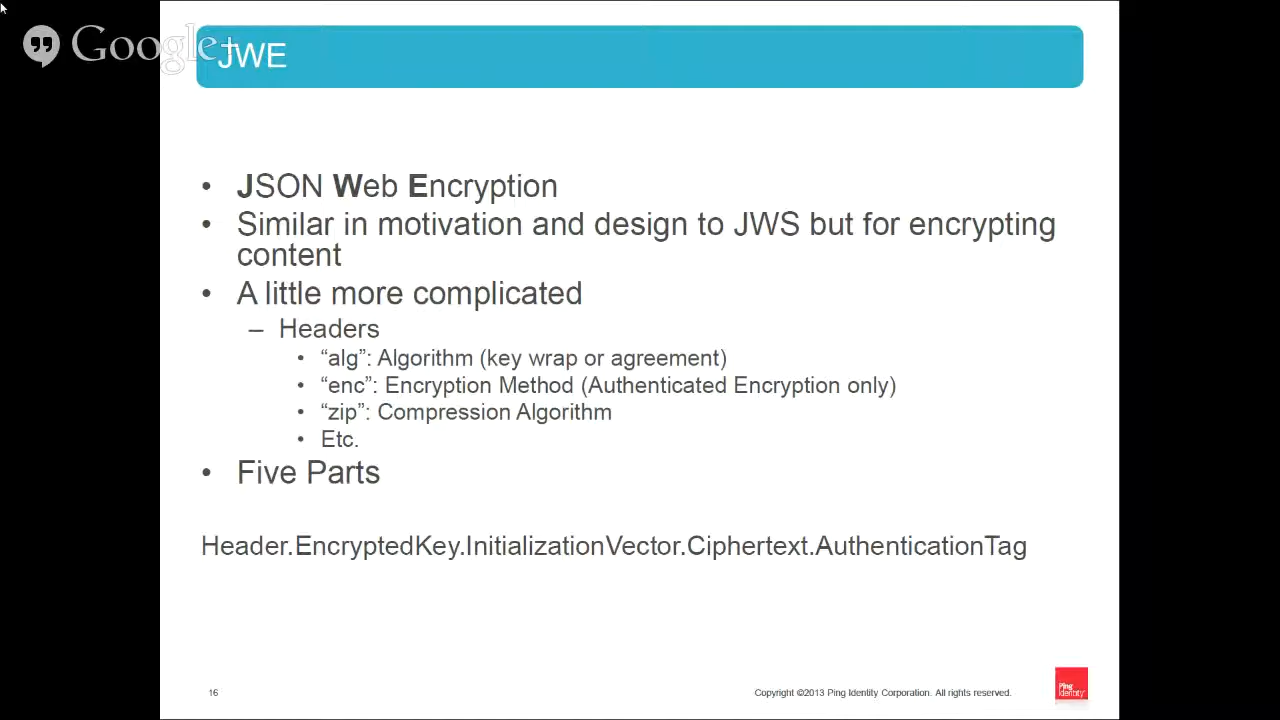 Google+
JWE
• JSON Web Encryption
• Similar in motivation and design to JWS but for encrypting
content
• A little more complicated
– Headers
• “alg”: Algorithm (key wrap or agreement)
• “enc”: Encryption Method (Authenticated Encryption only)
• “zip”: Compression Algorithm
• Etc.
• Five Parts
Header.EncryptedKey.InitializationVector.Ciphertext.AuthenticationTag
16
Copyright ©2013 Ping Identity Corporation. All rights reserved.
Ping
Identity